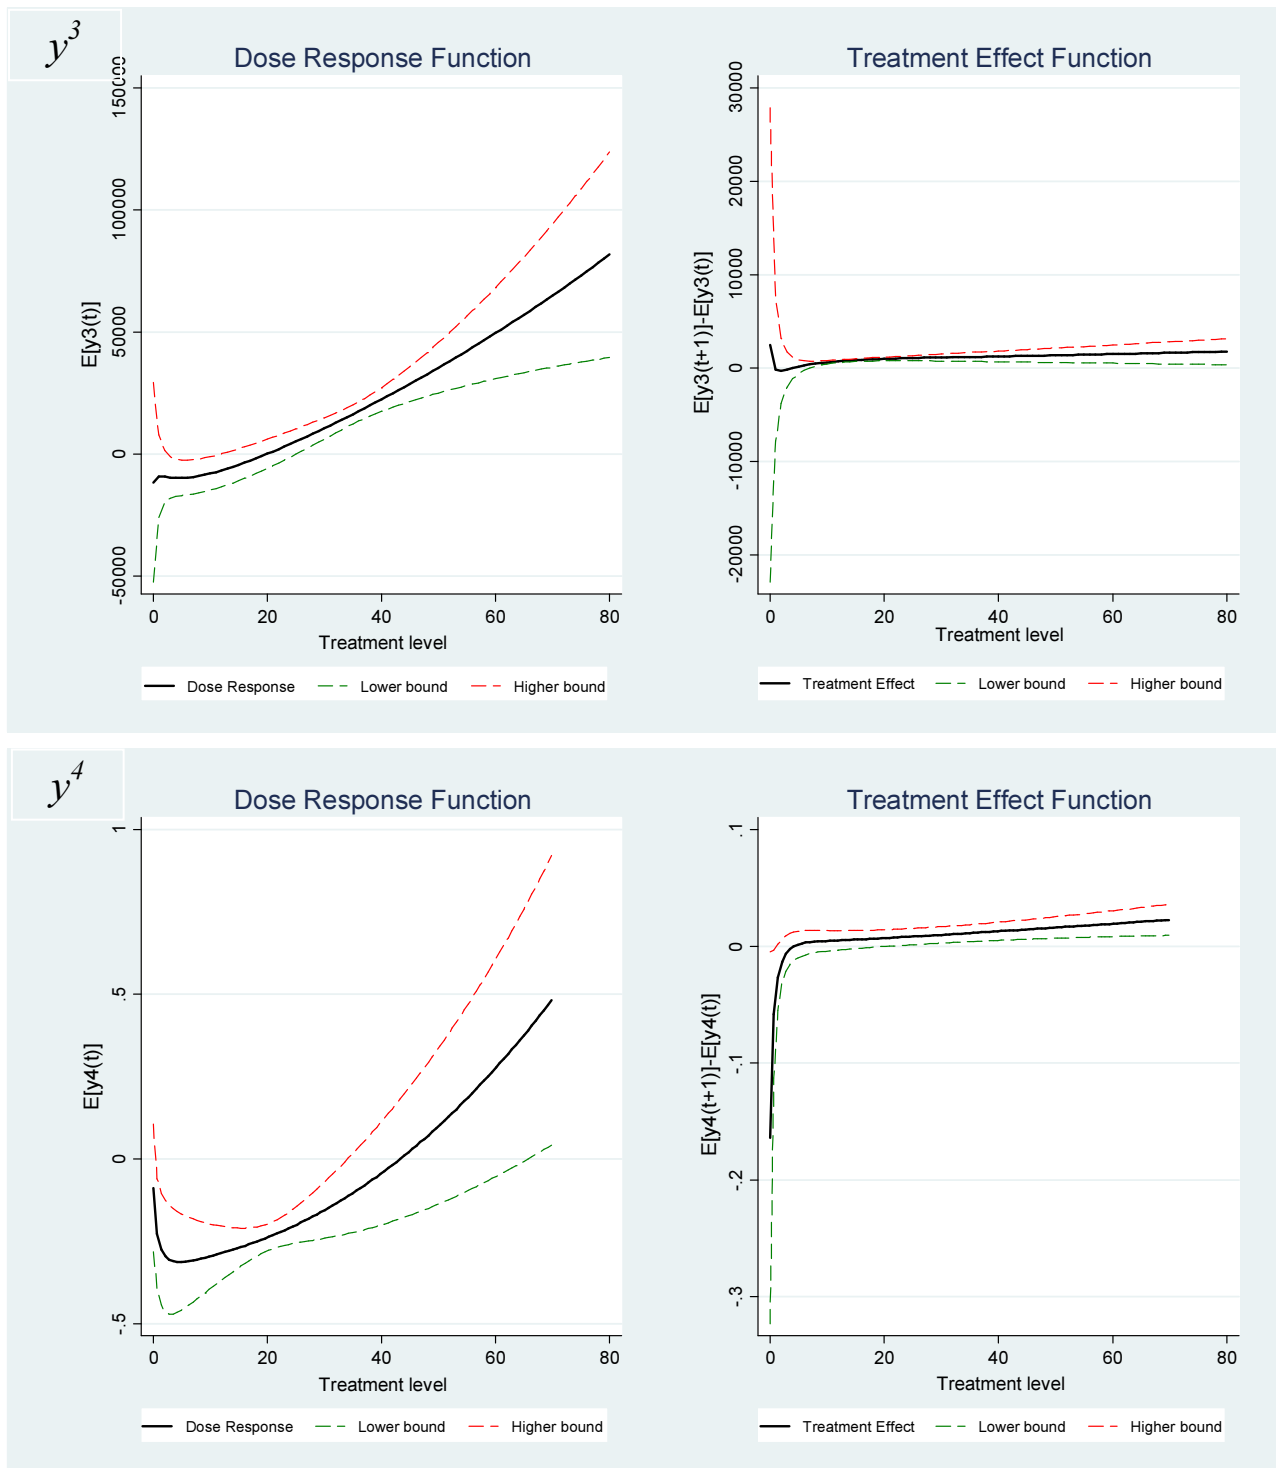 y³
Dose Response Function
Treatment Effect Function
E[y3(t)]
150000
100000
50000
0
-50000
0 20 40 60 80
Treatment level
Dose Response Lower bound Higher bound
E[y3(t+1)]-E[y3(t)]
30000
20000
10000
0
-10000
-20000
0 20 40 60 80
Treatment level
Treatment Effect Lower bound Higher bound
y⁴
Dose Response Function
Treatment Effect Function
E[y4(t)]
1
.5
0
-.5
0 20 40 60 80
Treatment level
Dose Response Lower bound Higher bound
E[y4(t+1)]-E[y4(t)]
.1
0
-.1
-.2
-.3
0 20 40 60 80
Treatment level
Treatment Effect Lower bound Higher bound